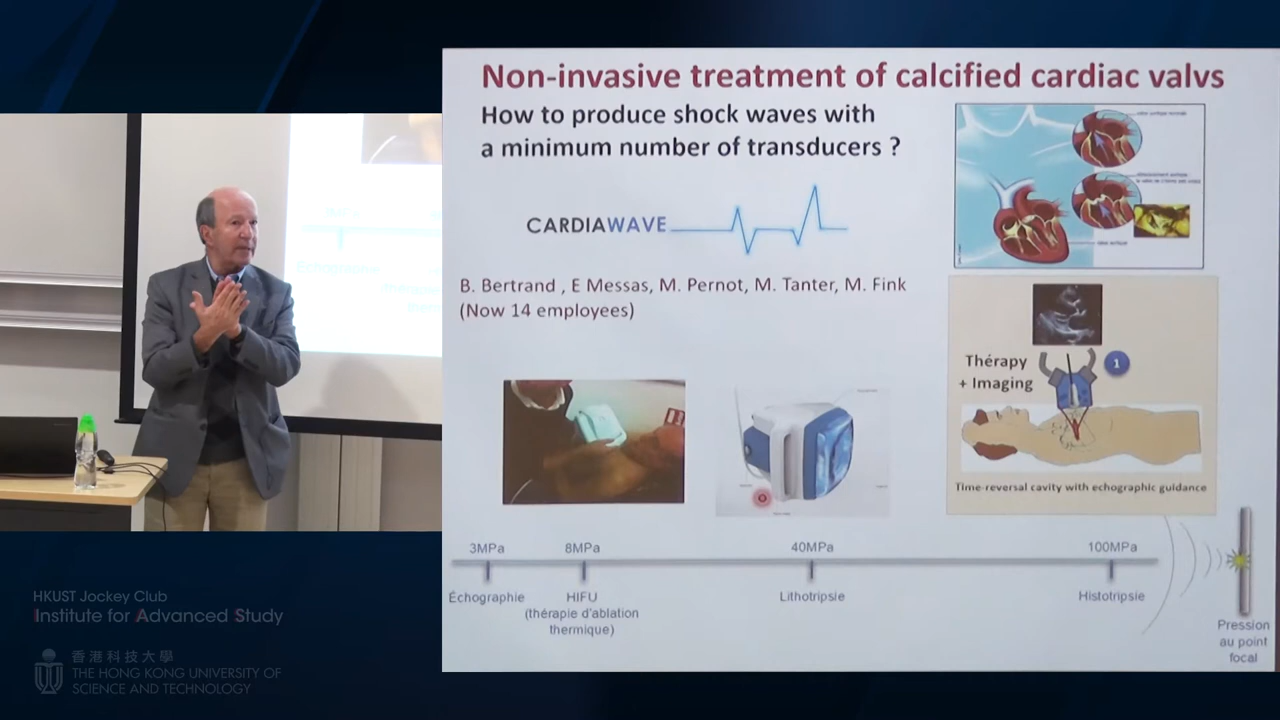 Non-invasive treatment of calcified cardiac valvs
How to produce shock waves with
a minimum number of transducers ?
CARDIAWAVE
B. Bertrand , E Messas, M. Pernot, M. Tanter, M. Fink
(Now 14 employees)
Thérapy
+ Imaging
1
Time-reversal cavity with echographic guidance
3MPa
8MPa
40MPa
100MPa
Échographie
HIFU
(thérapie d'ablation
thermique)
Lithotripsie
Histotripsie
Pression
au point
focal
HKUST Jockey Club
Institute for Advanced Study
香港科技大學
THE HONG KONG UNIVERSITY OF
SCIENCE AND TECHNOLOGY